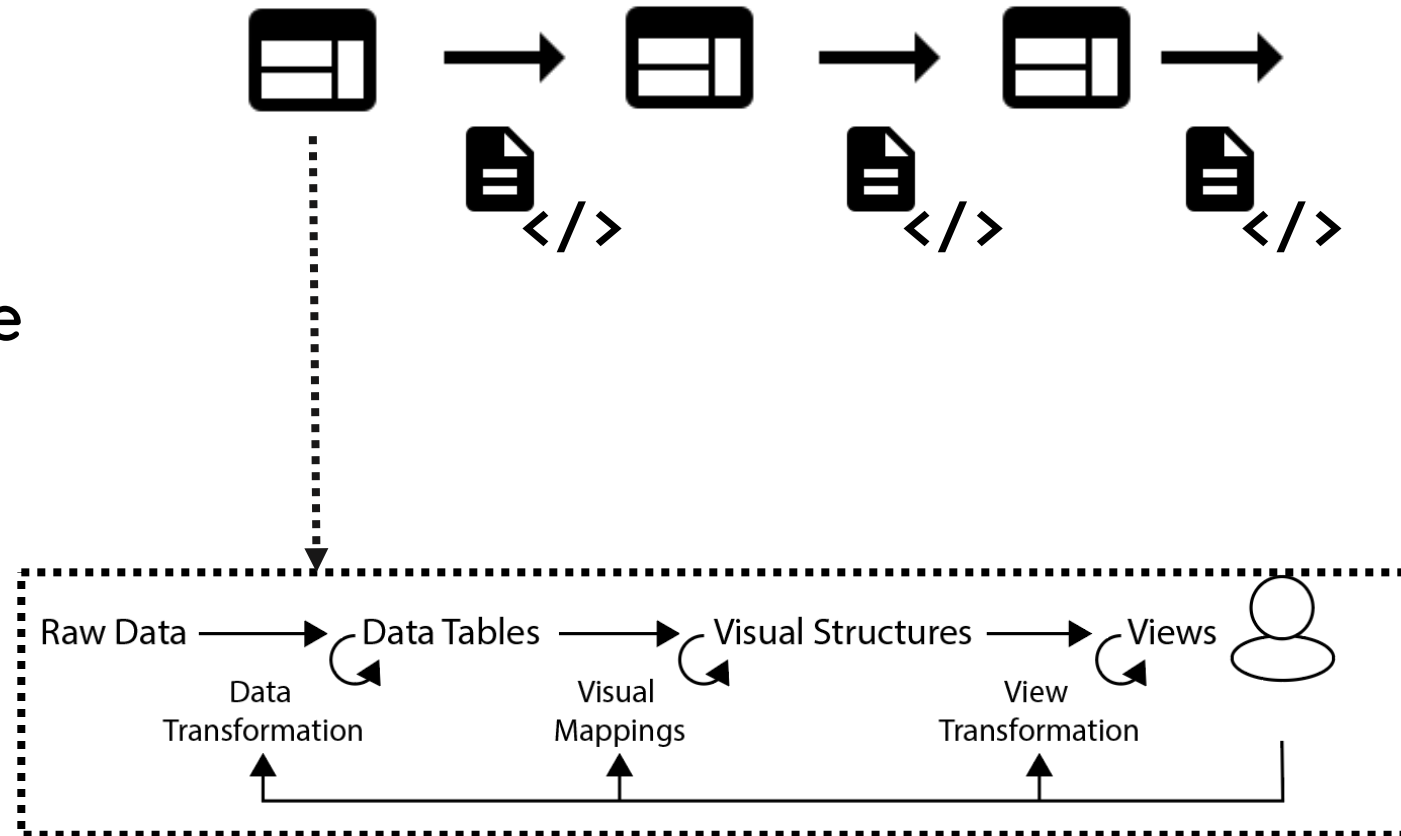 </>
</>
</>
e
Raw Data
Data Tables
Visual Structures
Views
Data
Transformation
Visual
Mappings
View
Transformation